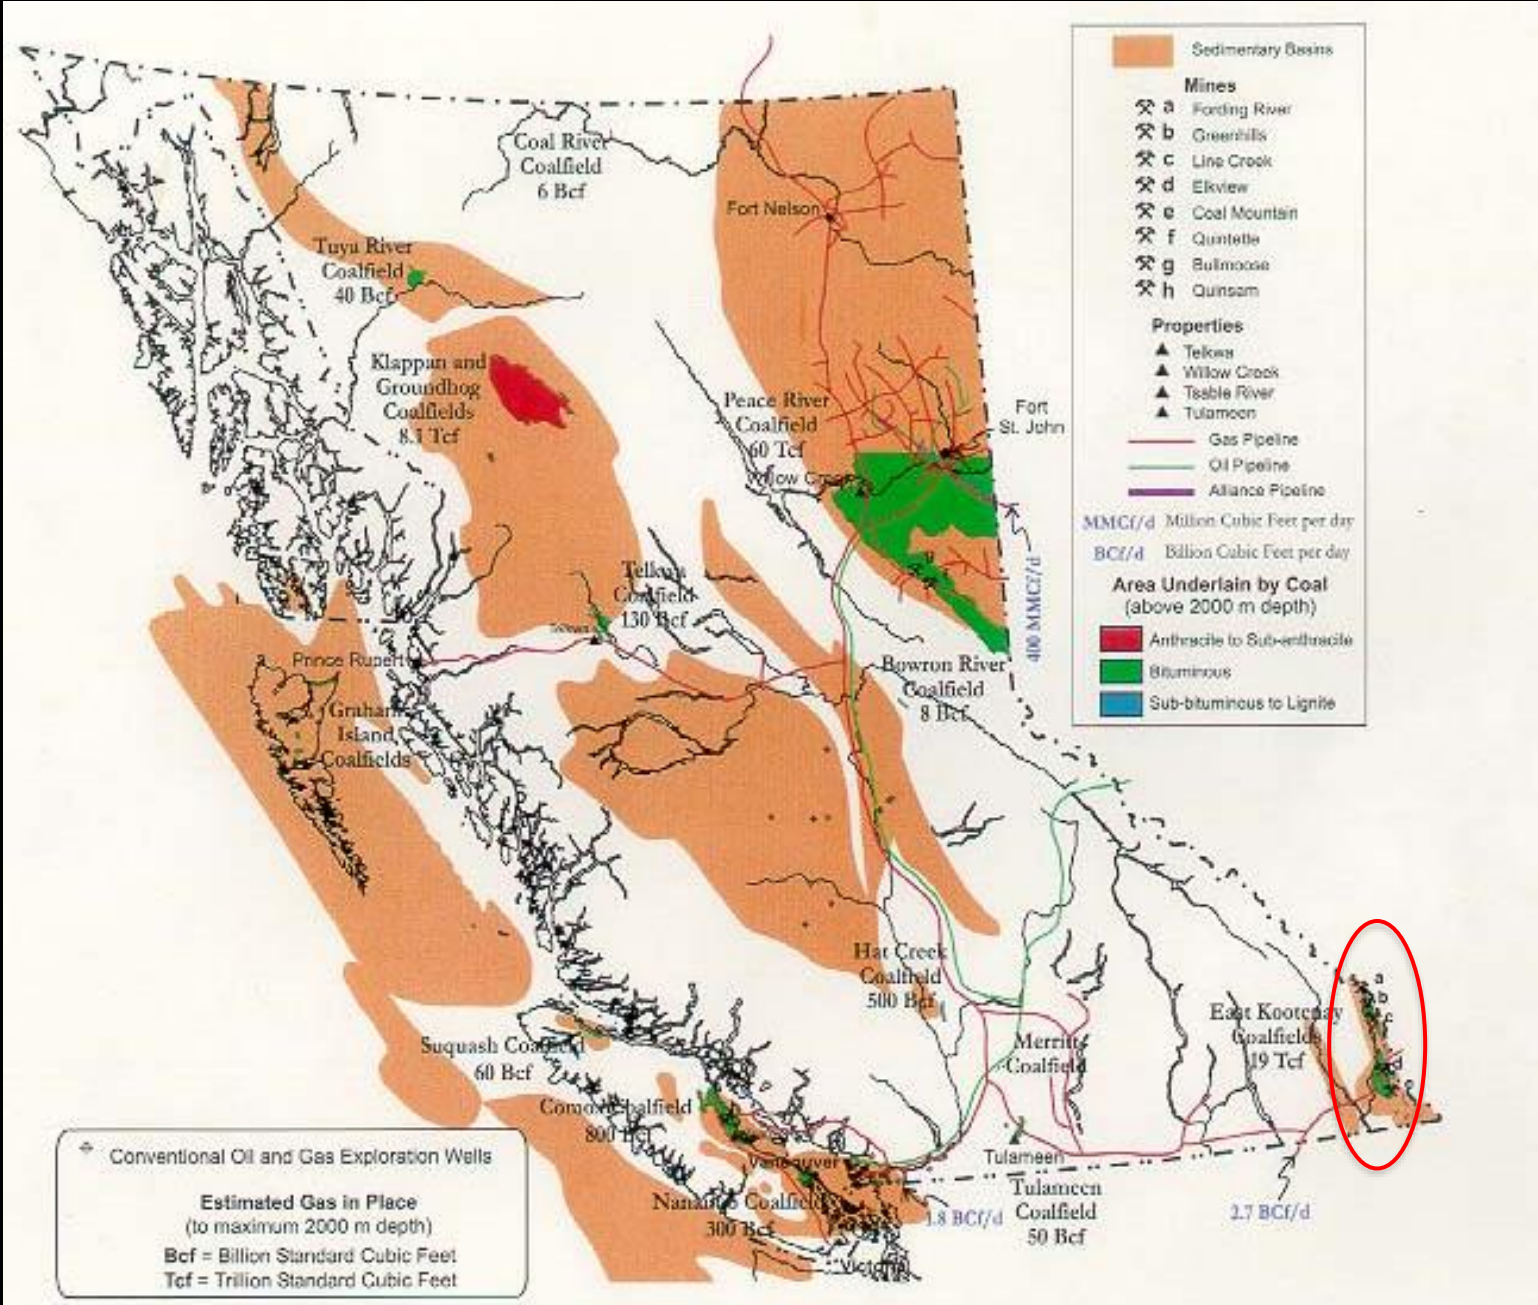 Coal River
Coalfield
6 Bcf
Fort Nelson
Tuya River
Coalfield
40 Bcf
Klappan and
Groundhog
Coalfields
8.1 Tcf
Peace River
Coalfield
60 Tcf
Willow Creek
Fort
St. John
400 MMCf/d
Telkwa
Coalfield
130 Bcf
Telkwa
Prince Rupert
Graham
Island
Coalfields
Bowron River
Coalfield
8 Bcf
Hat Creek
Coalfield
500 Bcf
Merritt
Coalfield
East Kootenay
Coalfields
19 Tcf
a
b
c
d
e
Suquash Coalfield
60 Bcf
Comox Coalfield
800 Bcf
h
Vancouver
Nanaimo Coalfield
300 Bcf
Victoria
1.8 BCf/d
Tulameen
Tulameen
Coalfield
50 Bcf
2.7 BCf/d
Sedimentary Basins
Mines
a Fording River
b Greenhills
c Line Creek
d Elkview
e Coal Mountain
f Quintette
g Bullmoose
h Quinsam
Properties
Telkwa
Willow Creek
Tsable River
Tulameen
Gas Pipeline
Oil Pipeline
Alliance Pipeline
MMCf/d Million Cubic Feet per day
BCf/d Billion Cubic Feet per day
Area Underlain by Coal
(above 2000 m depth)
Anthracite to Sub-anthracite
Bituminous
Sub-bituminous to Lignite
Conventional Oil and Gas Exploration Wells
Estimated Gas in Place
(to maximum 2000 m depth)
Bcf = Billion Standard Cubic Feet
Tcf = Trillion Standard Cubic Feet